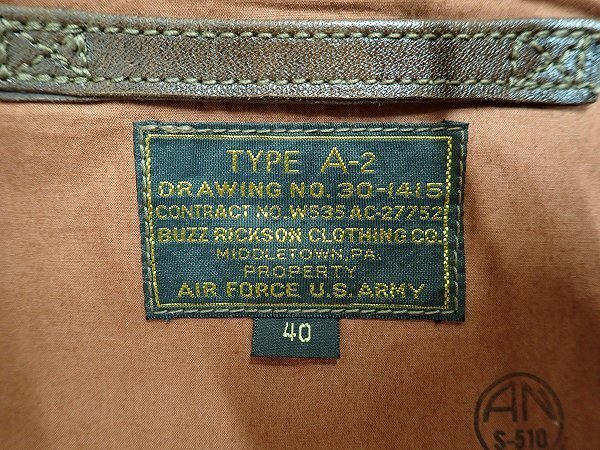 TYPE A-2
DRAWING NO. 30-1415
CONTRACT NO. W535 AC-27752
BUZZ RICKSON CLOTHING CO.
MIDDLETOWN, PA.
PROPERTY
AIR FORCE U.S. ARMY
40
AN
S-510